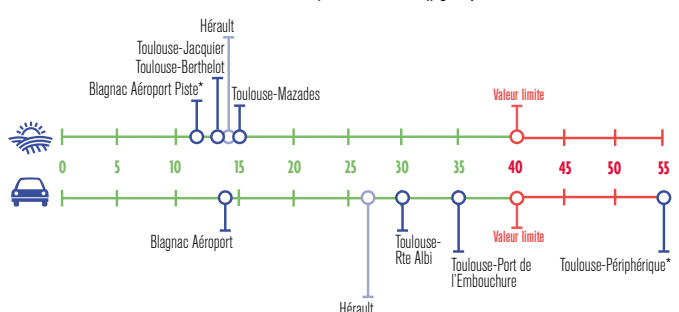 Hérault
Toulouse-Jacquier
Toulouse-Berthelot
Blagnac Aéroport Piste*
Toulouse-Mazades
Valeur limite
0 5 10 15 20 25 30 35 40 45 50 55
Blagnac Aéroport
Toulouse-
Rte Albi
Valeur limite
Toulouse-Port de
l'Embouchure
Toulouse-Périphérique*
Hérault